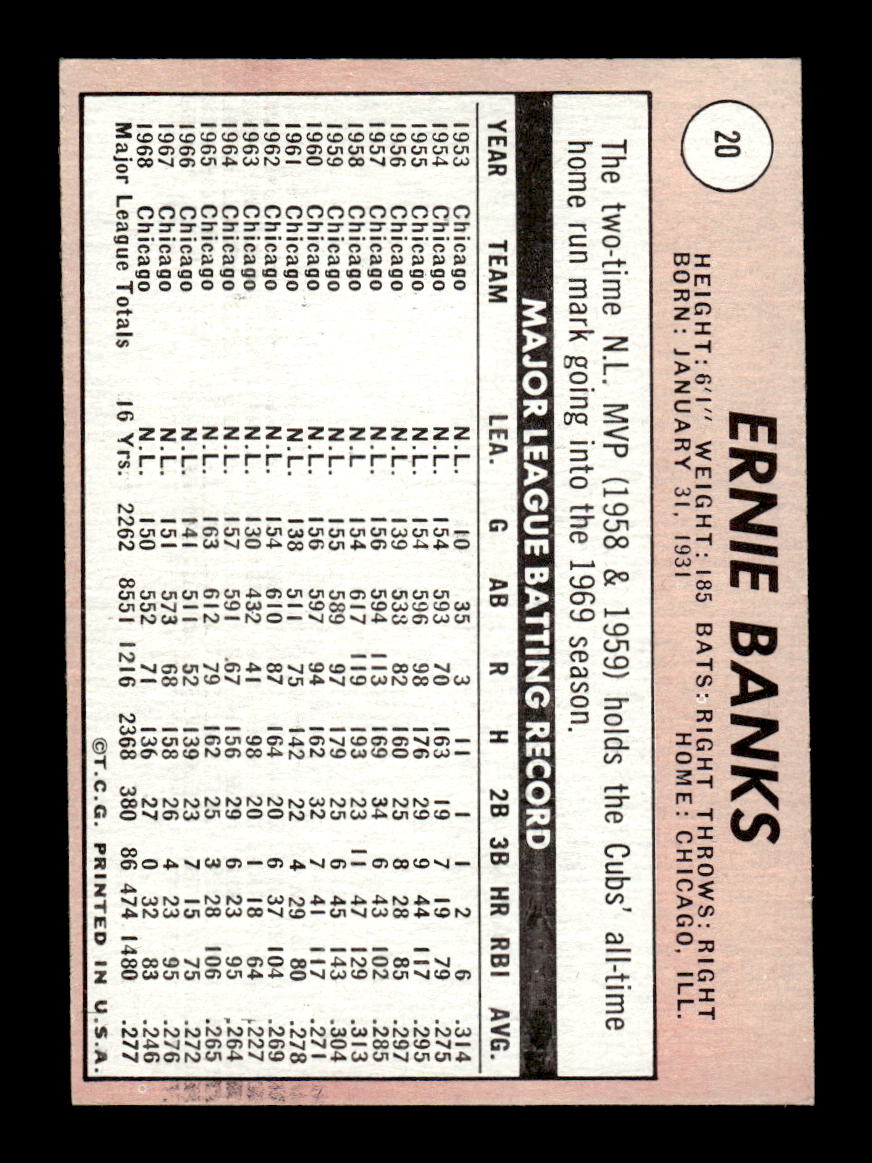 20
ERNIE BANKS
HEIGHT: 6'1" WEIGHT: 185 BATS: RIGHT THROWS: RIGHT
BORN: JANUARY 31, 1931 HOME: CHICAGO, ILL.
The two-time N.L. MVP (1958 & 1959) holds the Cubs' all-time
home run mark going into the 1969 season.
MAJOR LEAGUE BATTING RECORD
YEAR TEAM LEA. G AB R H 2B 3B HR RBI AVG.
1953 Chicago N.L. 10 35 3 11 1 1 2 6 .314
1954 Chicago N.L. 154 593 70 163 19 7 19 79 .275
1955 Chicago N.L. 154 596 98 176 29 9 44 117 .295
1956 Chicago N.L. 139 538 82 160 25 8 28 85 .297
1957 Chicago N.L. 156 594 113 169 34 6 43 102 .285
1958 Chicago N.L 154 617 119 193 23 11 47 129 .313
1959 Chicago N.L. 155 589 97 179 25 6 45 143 .304
1960 Chicago N.L. 156 597 94 162 32 7 41 117 .271
1961 Chicago N.L. 138 511 75 142 22 4 29 80 .278
1962 Chicago N.L. 154 610 87 164 20 6 37 104 .269
1963 Chicago N.L. 130 432 41 98 20 1 18 64 .227
1964 Chicago N.L. 157 591 .67 156 29 6 23 95 .264
1965 Chicago N.L. 163 612 79 162 25 3 28 106 .265
1966 Chicago N.L. 141 511 52 139 23 7 15 75 .272
1967 Chicago N.L. 151 573 68 158 26 4 23 95 .276
1968 Chicago N.L. 150 552 71 136 27 0 32 83 .246
Major League Totals 16 Yrs. 2262 8551 1216 2368 380 86 474 1480 .277
©T.C.G. PRINTED IN U.S.A.